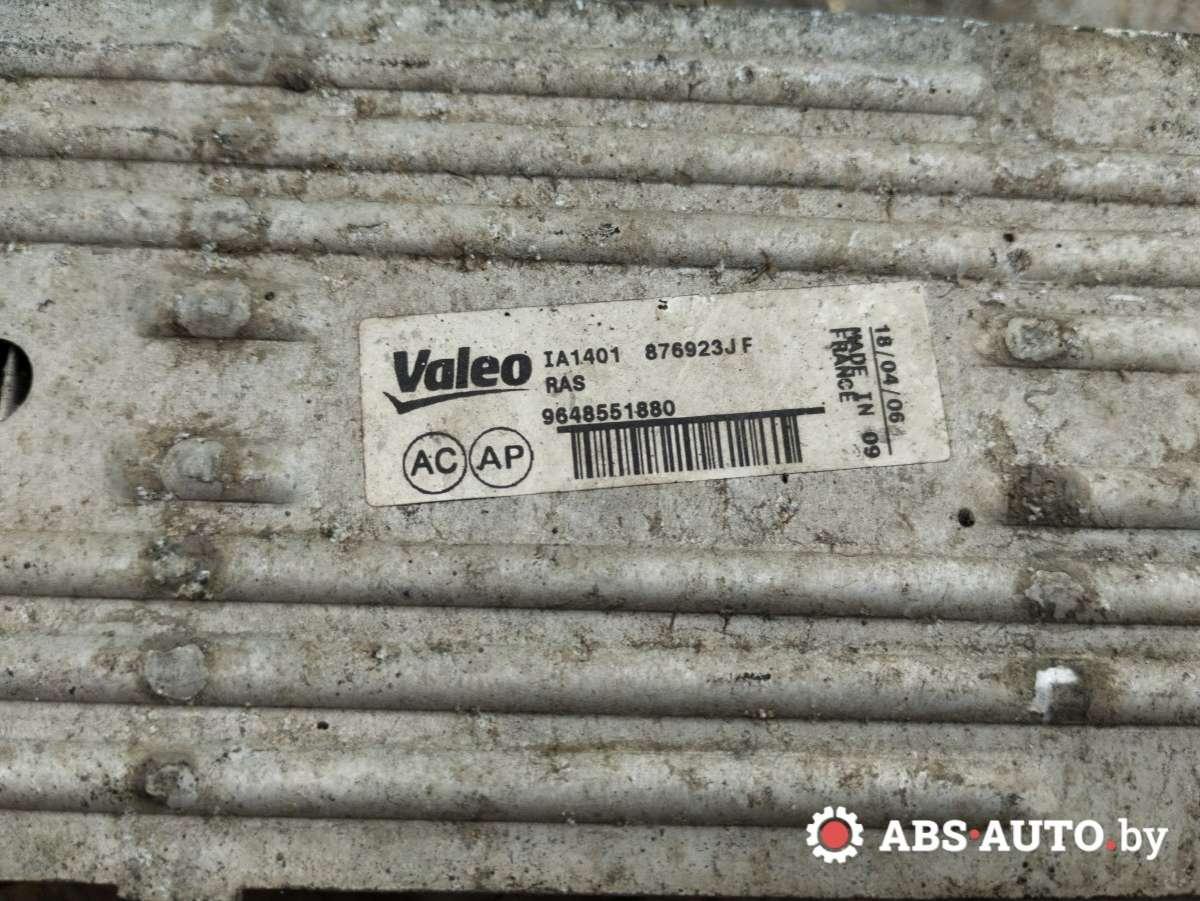 Valeo
IA1401 876923J F
RAS
9648551880
AC AP
18/04/06
MADE IN 09
FRANCE
ABS·AUTO.by